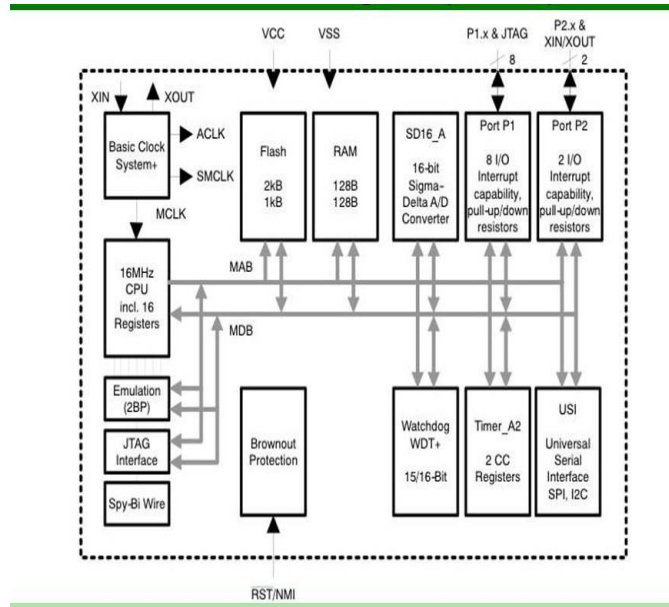 VCC
VSS
P1.x & JTAG
P2.x &
XIN/XOUT
8
2
XIN
XOUT
Basic Clock
System+
ACLK
SMCLK
MCLK
Flash
2kB
1kB
RAM
128B
128B
SD16_A
16-bit
Sigma-
Delta A/D
Converter
Port P1
8 I/O
Interrupt
capability,
pull-up/down
resistors
Port P2
2 I/O
Interrupt
capability,
pull-up/down
resistors
16MHz
CPU
incl. 16
Registers
MAB
MDB
Emulation
(2BP)
JTAG
Interface
Spy-Bi Wire
Brownout
Protection
Watchdog
WDT+
15/16-Bit
Timer_A2
2 CC
Registers
USI
Universal
Serial
Interface
SPI, I2C
RST/NMI